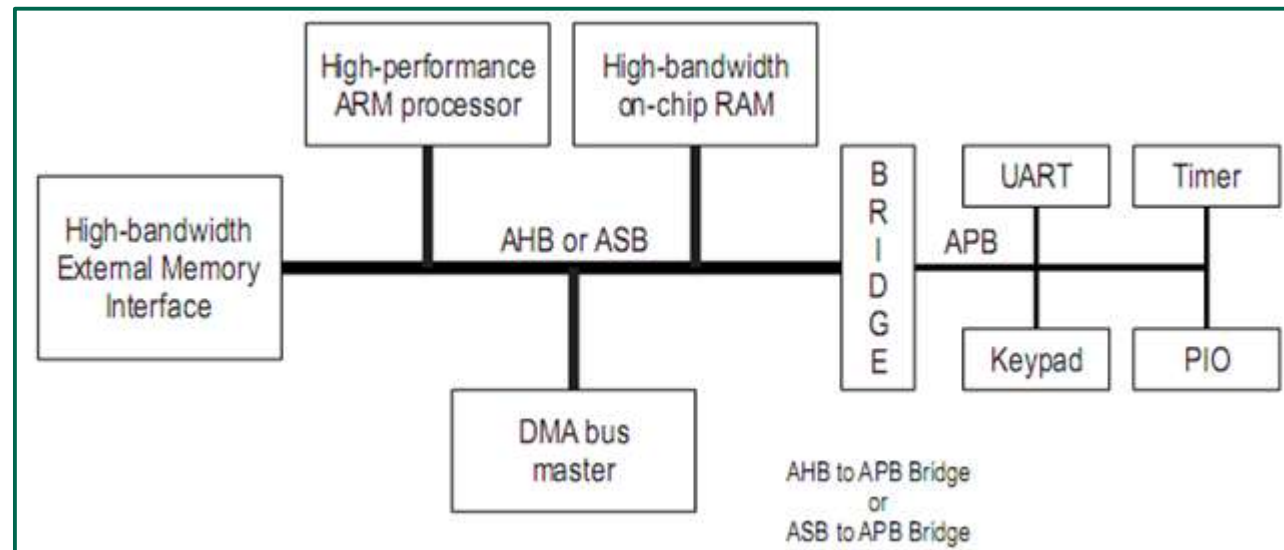 High-performance
ARM processor
High-bandwidth
on-chip RAM
High-bandwidth
External Memory
Interface
AHB or ASB
B
R
I
D
G
E
APB
UART
Timer
Keypad
PIO
DMA bus
master
AHB to APB Bridge
or
ASB to APB Bridge